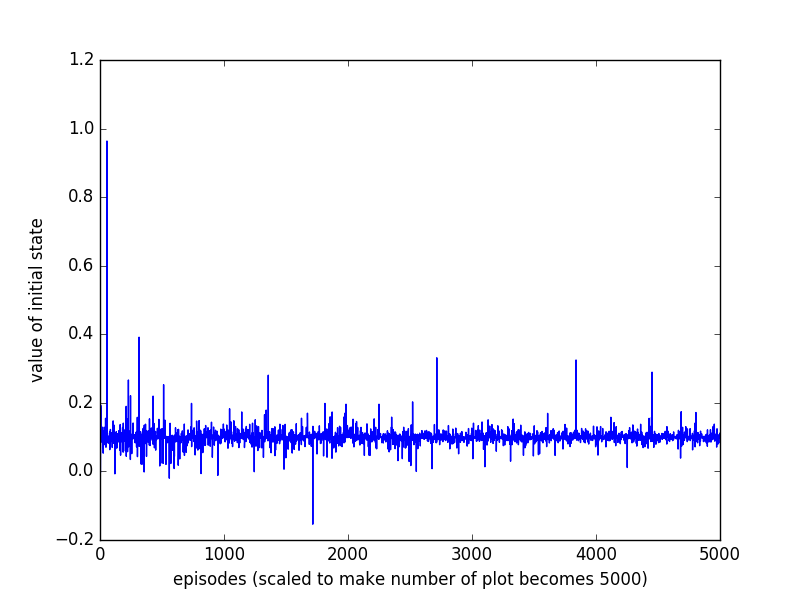 1.2
1.0
0.8
0.6
0.4
0.2
0.0
−0.2
value of initial state
0 1000 2000 3000 4000 5000
episodes (scaled to make number of plot becomes 5000)